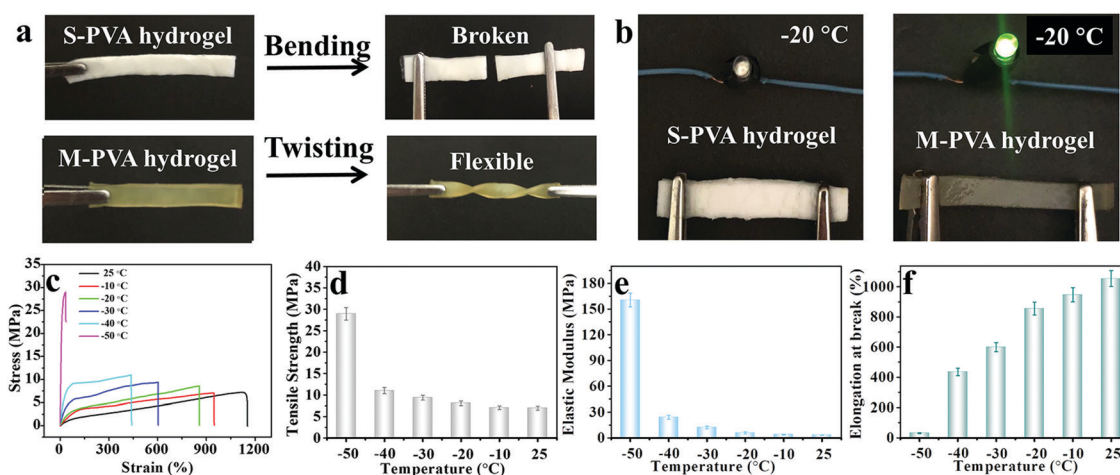 a
S-PVA hydrogel
Bending
Broken
M-PVA hydrogel
Twisting
Flexible
b
-20 °C
S-PVA hydrogel
-20 °C
M-PVA hydrogel
c
Stress (MPa)
35
30
25
20
15
10
5
0
25 °C
-10 °C
-20 °C
-30 °C
-40 °C
-50 °C
0 300 600 900 1200
Strain (%)
d
Tensile Strength (MPa)
40
35
30
25
20
15
10
5
0
-50 -40 -30 -20 -10 25
Temperature (°C)
e
Elastic Modulus (MPa)
180
150
120
90
60
30
0
-50 -40 -30 -20 -10 25
Temperature (°C)
f
Elongation at break (%)
1000
800
600
400
200
0
-50 -40 -30 -20 -10 25
Temperature (°C)